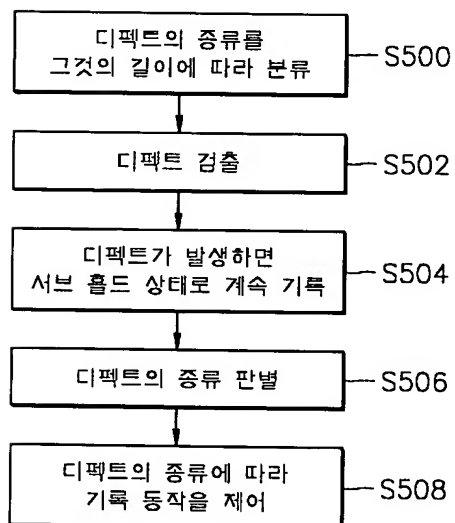 디펙트의 종류를
그것의 길이에 따라 분류
S500
디펙트 검출
S502
디펙트가 발생하면
서브 홀드 상태로 계속 기록
S504
디펙트의 종류 판별
S506
디펙트의 종류에 따라
기록 동작을 제어
S508